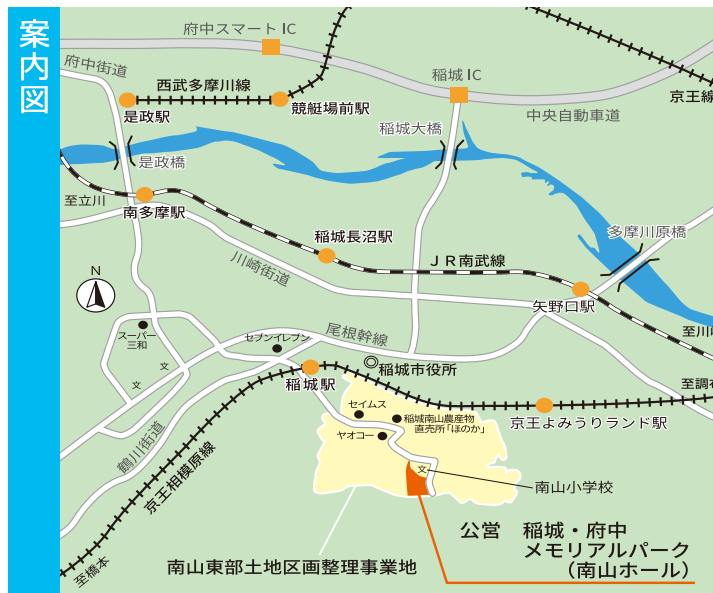 案内図
府中スマートIC
府中街道
西武多摩川線
是政駅
競艇場前駅
稲城IC
京王線
中央自動車道
稲城大橋
是政橋
至立川
南多摩駅
稲城長沼駅
多摩川原橋
川崎街道
JR南武線
矢野口駅
N
スーパー
三和
セブンイレブン
尾根幹線
至川
文
文
稲城市役所
稲城駅
至調布
セイムス
稲城南山農産物
直売所「ほのか」
ヤオコー
京王よみうりランド駅
鶴川街道
京王相模原線
文
南山小学校
至橋本
南山東部土地区画整理事業地
公営 稲城・府中
メモリアルパーク
（南山ホール）